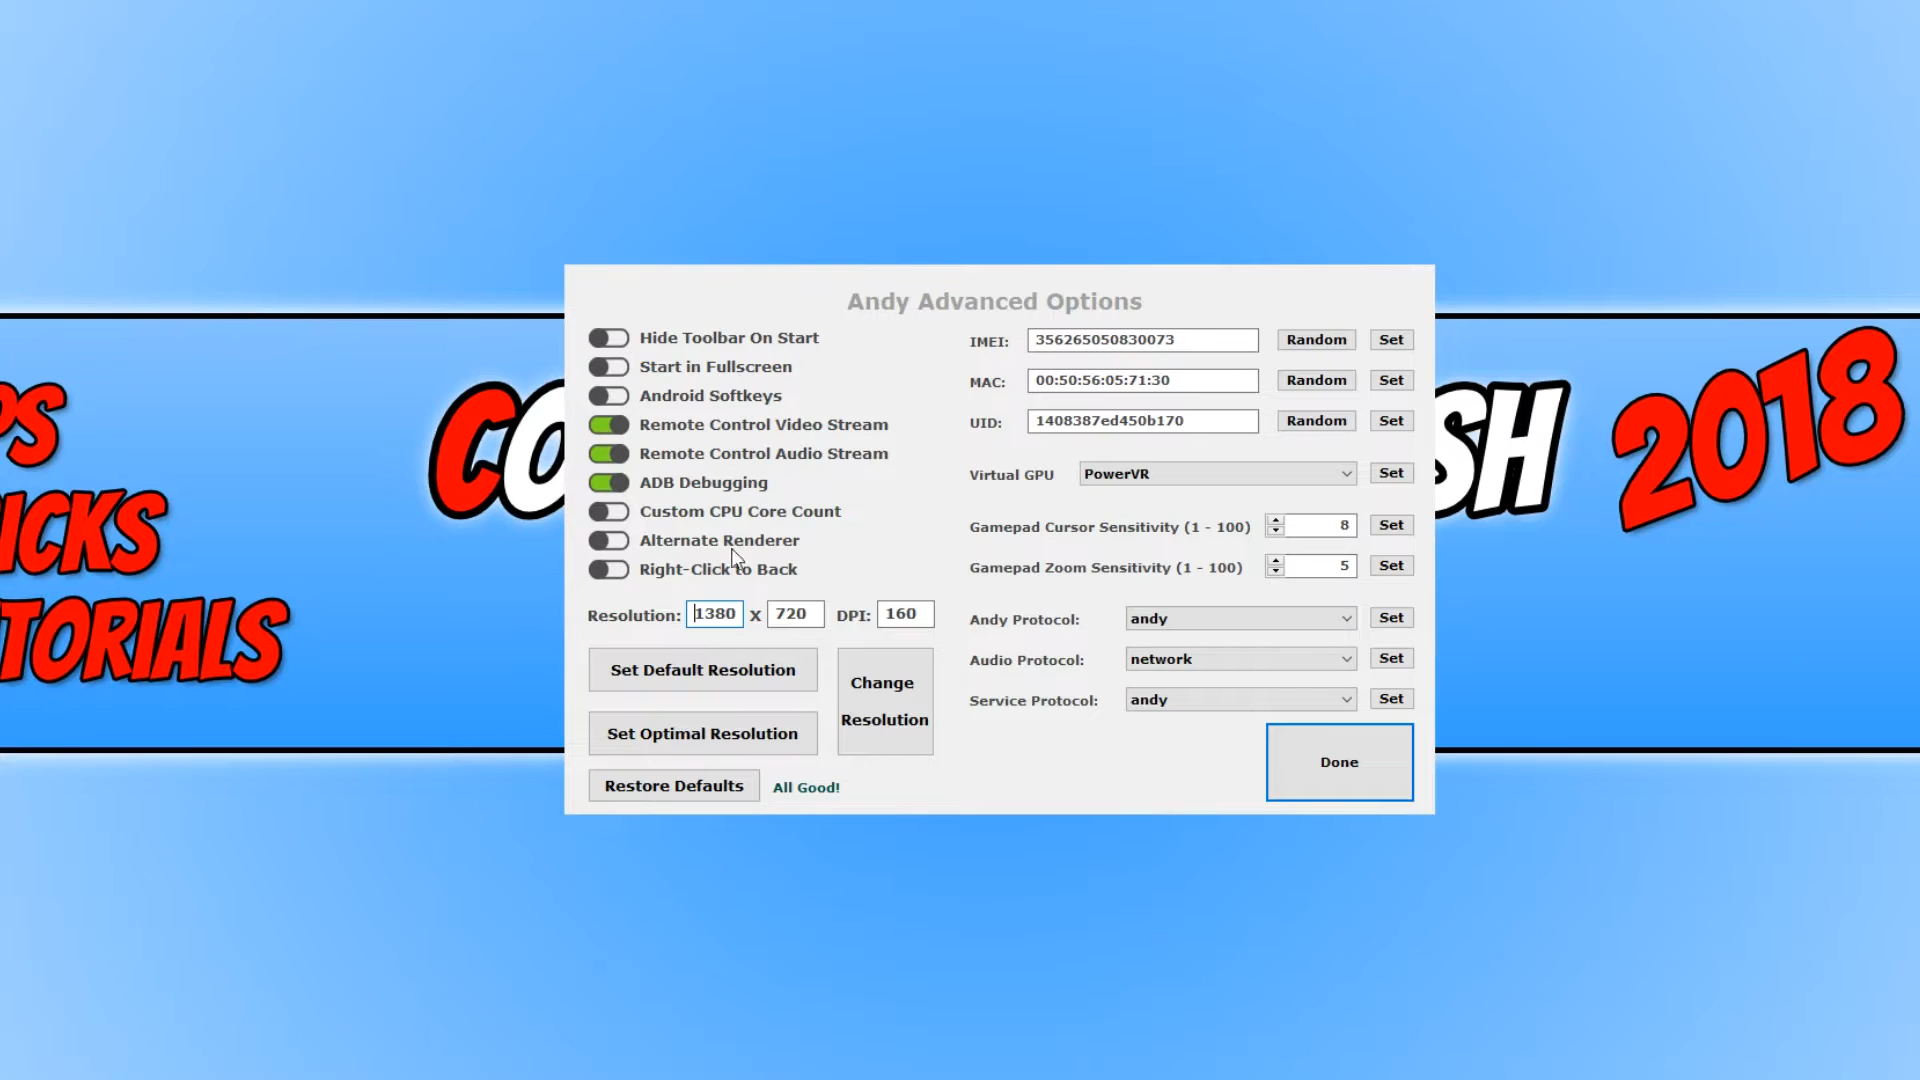 Andy Advanced Options
Hide Toolbar On Start
Start in Fullscreen
Android Softkeys
Remote Control Video Stream
Remote Control Audio Stream
ADB Debugging
Custom CPU Core Count
Alternate Renderer
Right-Click to Back
Resolution: 1380 X 720 DPI: 160
Set Default Resolution
Set Optimal Resolution
Change
Resolution
Restore Defaults All Good!
IMEI: 356265050830073 Random Set
MAC: 00:50:56:05:71:30 Random Set
UID: 1408387ed450b170 Random Set
Virtual GPU PowerVR Set
Gamepad Cursor Sensitivity (1 - 100) 8 Set
Gamepad Zoom Sensitivity (1 - 100) 5 Set
Andy Protocol: andy Set
Audio Protocol: network Set
Service Protocol: andy Set
Done
PS
ICKS
TORIALS
CO
SH 2018